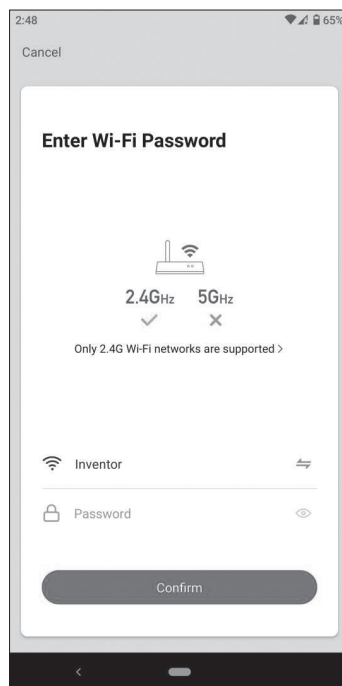 2:48 65%
Cancel
Enter Wi-Fi Password
2.4GHz 5GHz
Only 2.4G Wi-Fi networks are supported >
Inventor
Password
Confirm